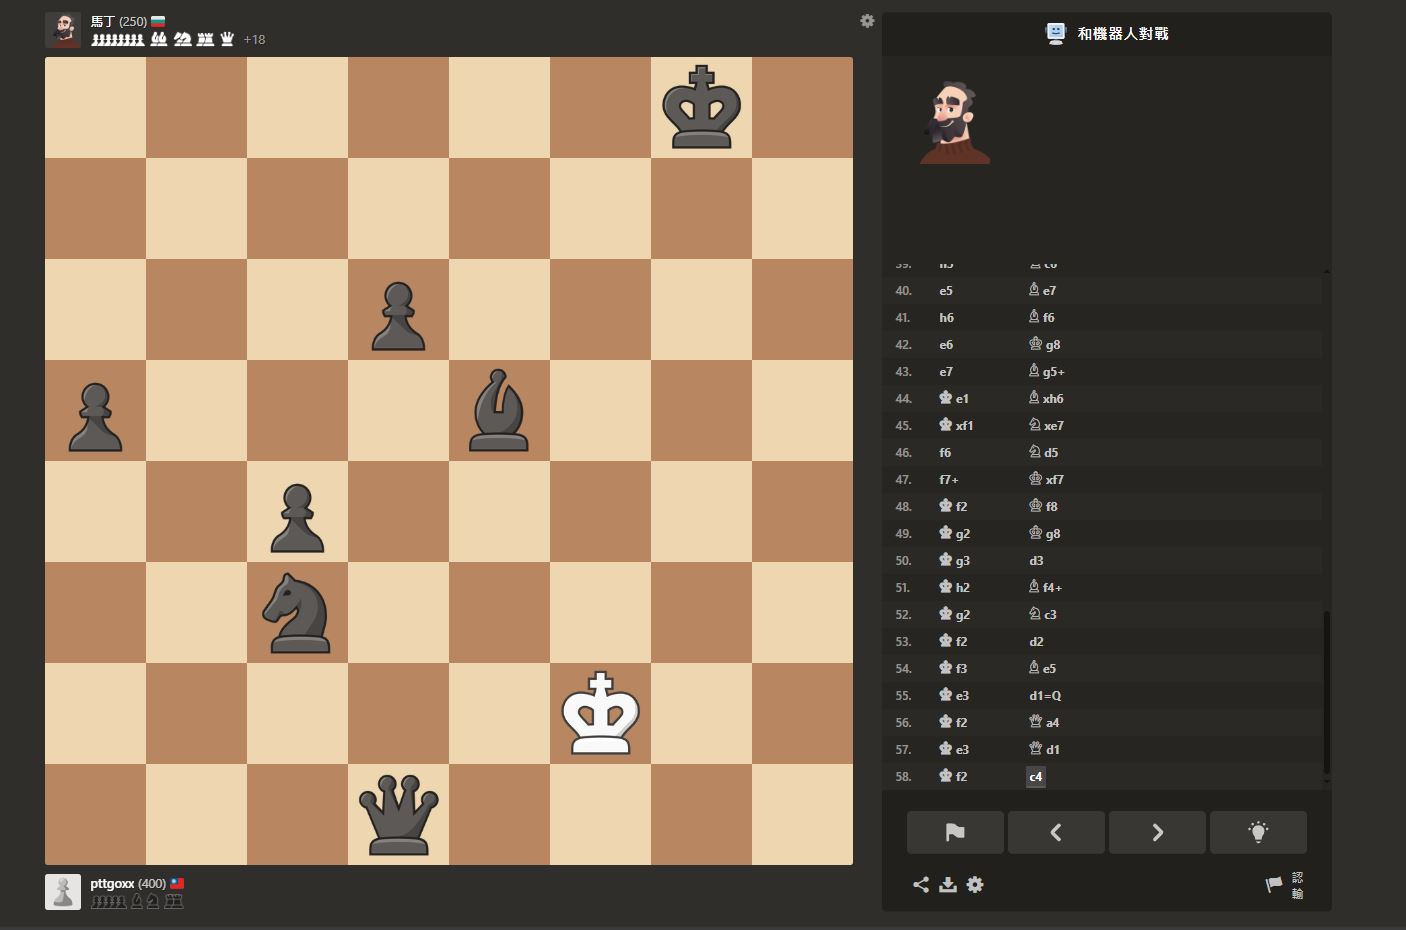 馬丁 (250)
+18
和機器人對戰
40. e5 e7
41. h6 f6
42. e6 g8
43. e7 g5+
44. e1 xh6
45. xf1 xe7
46. f6 d5
47. f7+ xf7
48. f2 f8
49. g2 g8
50. g3 d3
51. h2 f4+
52. g2 c3
53. f2 d2
54. f3 e5
55. e3 d1=Q
56. f2 a4
57. e3 d1
58. f2 c4
pttgoxx (400)
認
輸